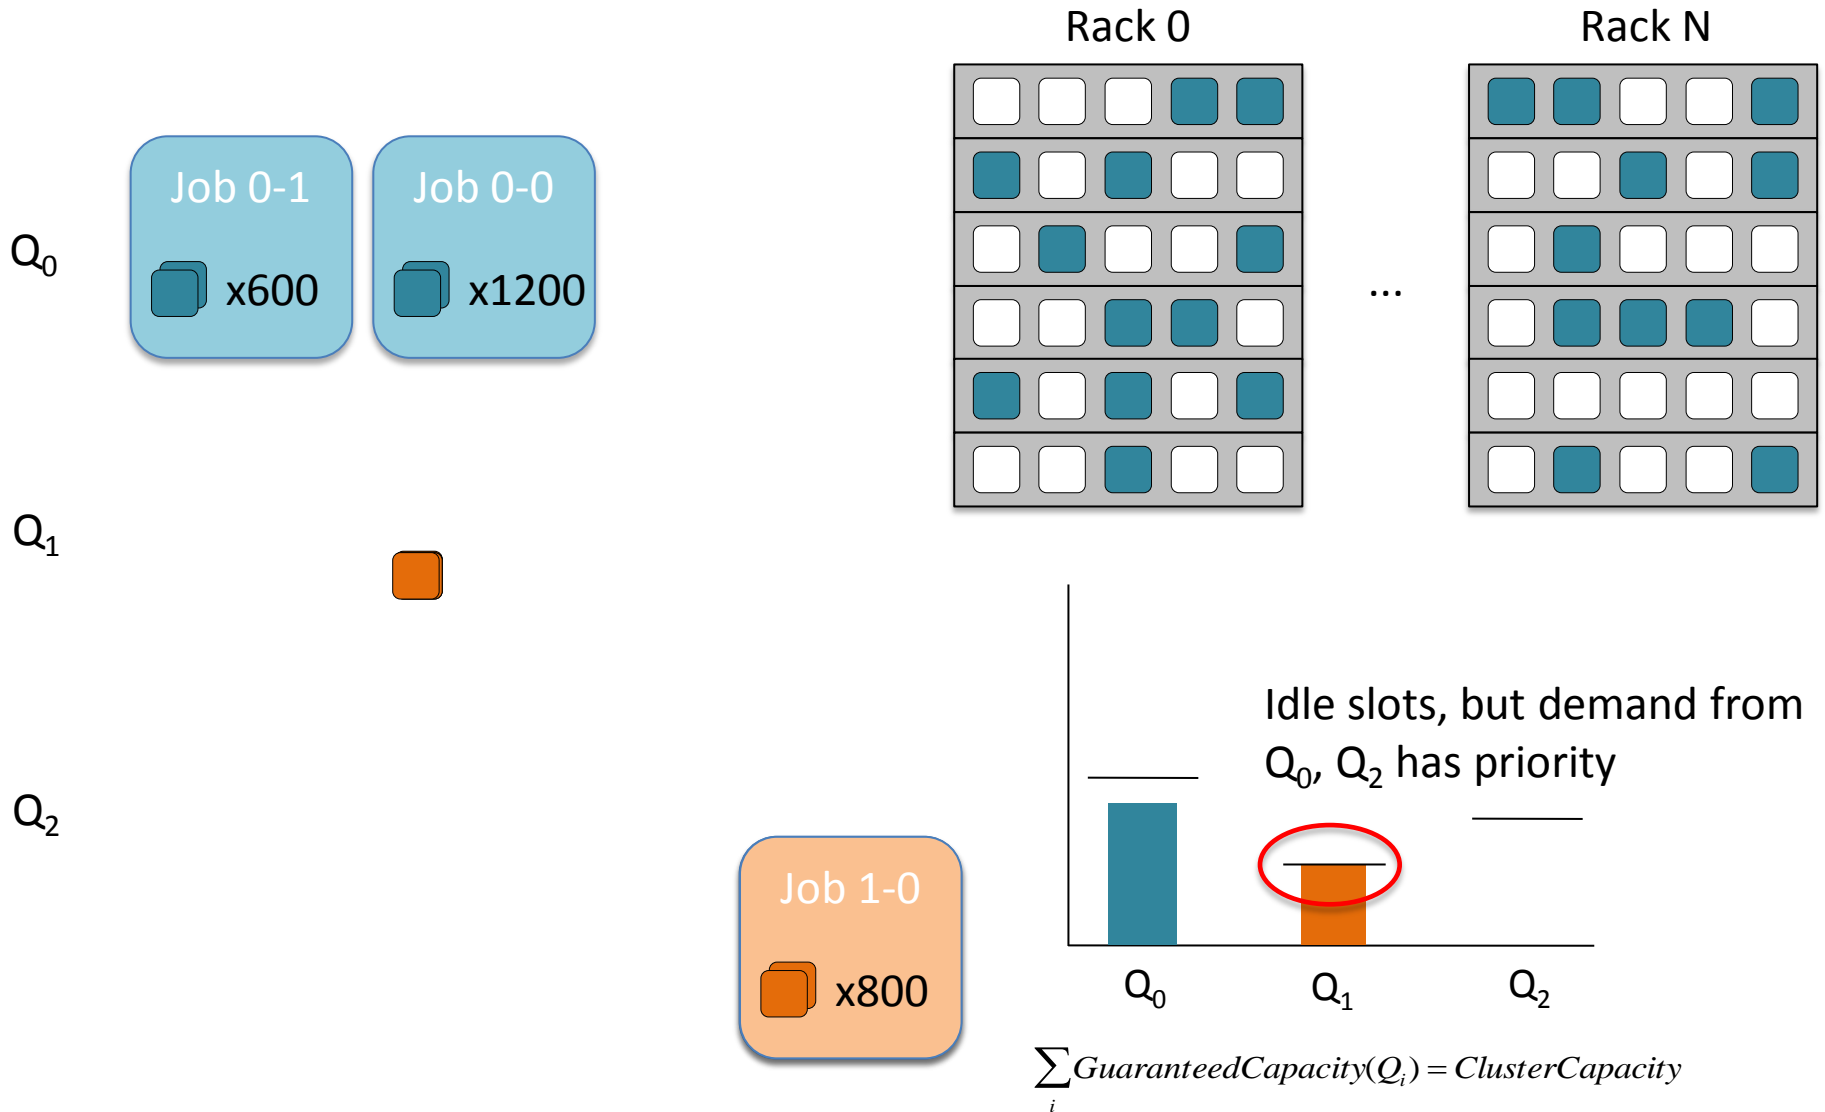 Rack 0
Rack N
Job 0-1
Job 0-0
Q0
x600
x1200
...
Q1
Idle slots, but demand from
Q0, Q2 has priority
Q2
Job 1-0
x800
Q0
Q1
Q2
∑i GuaranteedCapacity(Qi) = ClusterCapacity